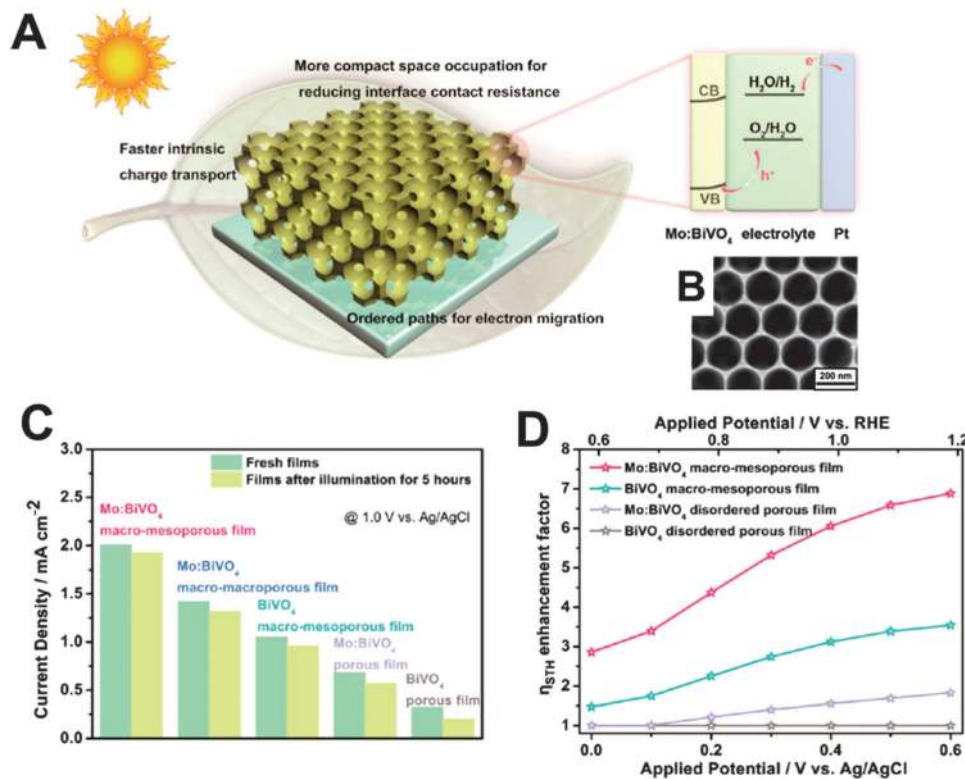 A
More compact space occupation for
reducing interface contact resistance
Faster intrinsic
charge transport
Ordered paths for electron migration
CB
VB
H₂O/H₂
O₂/H₂O
e⁻
h⁺
Mo:BiVO₄ electrolyte Pt
B
200 nm
C
Current Density / mA cm⁻²
3.0
2.5
2.0
1.5
1.0
0.5
0.0
Fresh films
Films after illumination for 5 hours
@ 1.0 V vs. Ag/AgCl
Mo:BiVO₄
macro-mesoporous film
Mo:BiVO₄
macro-macroporous film
BiVO₄
macro-mesoporous film
Mo:BiVO₄
porous film
BiVO₄
porous film
D
Applied Potential / V vs. RHE
0.6 0.8 1.0 1.2
ηSTH enhancement factor
8
7
6
5
4
3
2
1
Mo:BiVO₄ macro-mesoporous film
BiVO₄ macro-mesoporous film
Mo:BiVO₄ disordered porous film
BiVO₄ disordered porous film
0.0 0.2 0.4 0.6
Applied Potential / V vs. Ag/AgCl